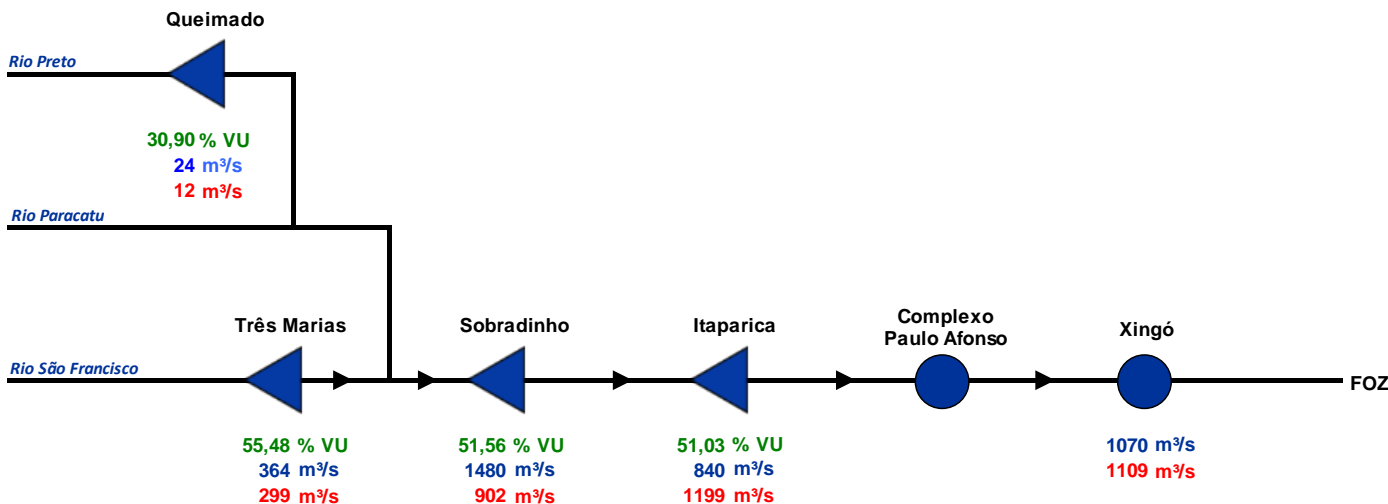 Queimado
Rio Preto
30,90 % VU
24 m³/s
12 m³/s
Rio Paracatu
Três Marias
Sobradinho
Itaparica
Complexo
Paulo Afonso
Xingó
Rio São Francisco
FOZ
55,48 % VU
364 m³/s
299 m³/s
51,56 % VU
1480 m³/s
902 m³/s
51,03 % VU
840 m³/s
1199 m³/s
1070 m³/s
1109 m³/s